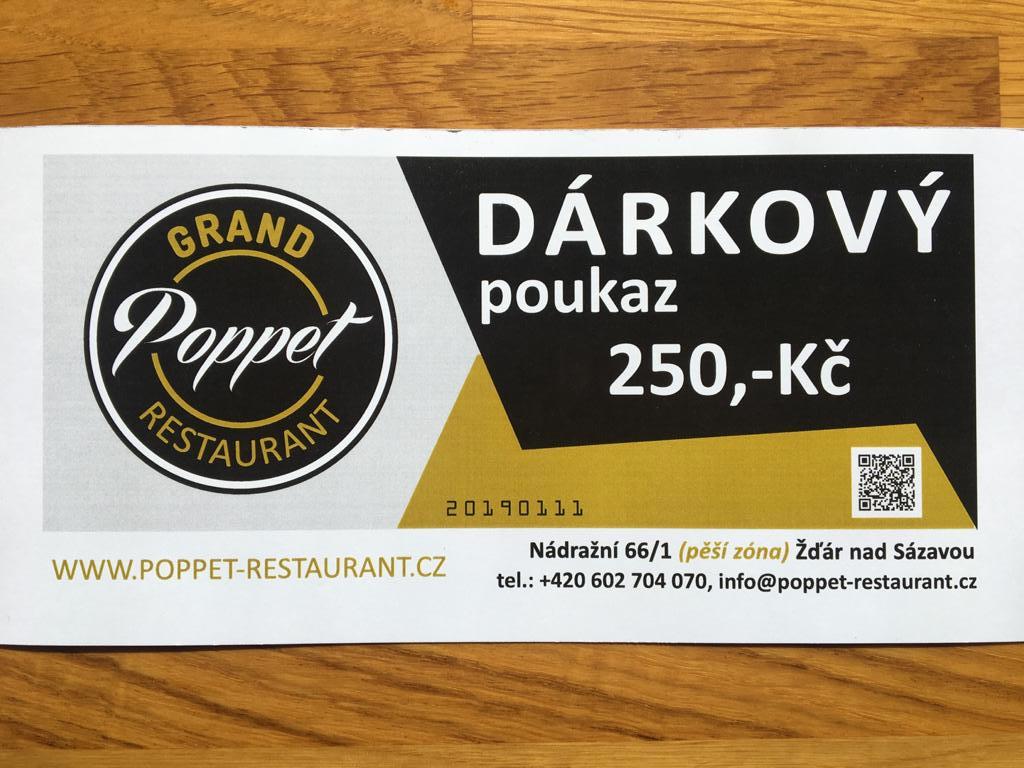 GRAND
Poppet
RESTAURANT
DÁRKOVÝ
poukaz
250,-Kč
20190111
WWW.POPPET-RESTAURANT.CZ
Nádražní 66/1 (pěší zóna) Žďár nad Sázavou
tel.: +420 602 704 070, info@poppet-restaurant.cz